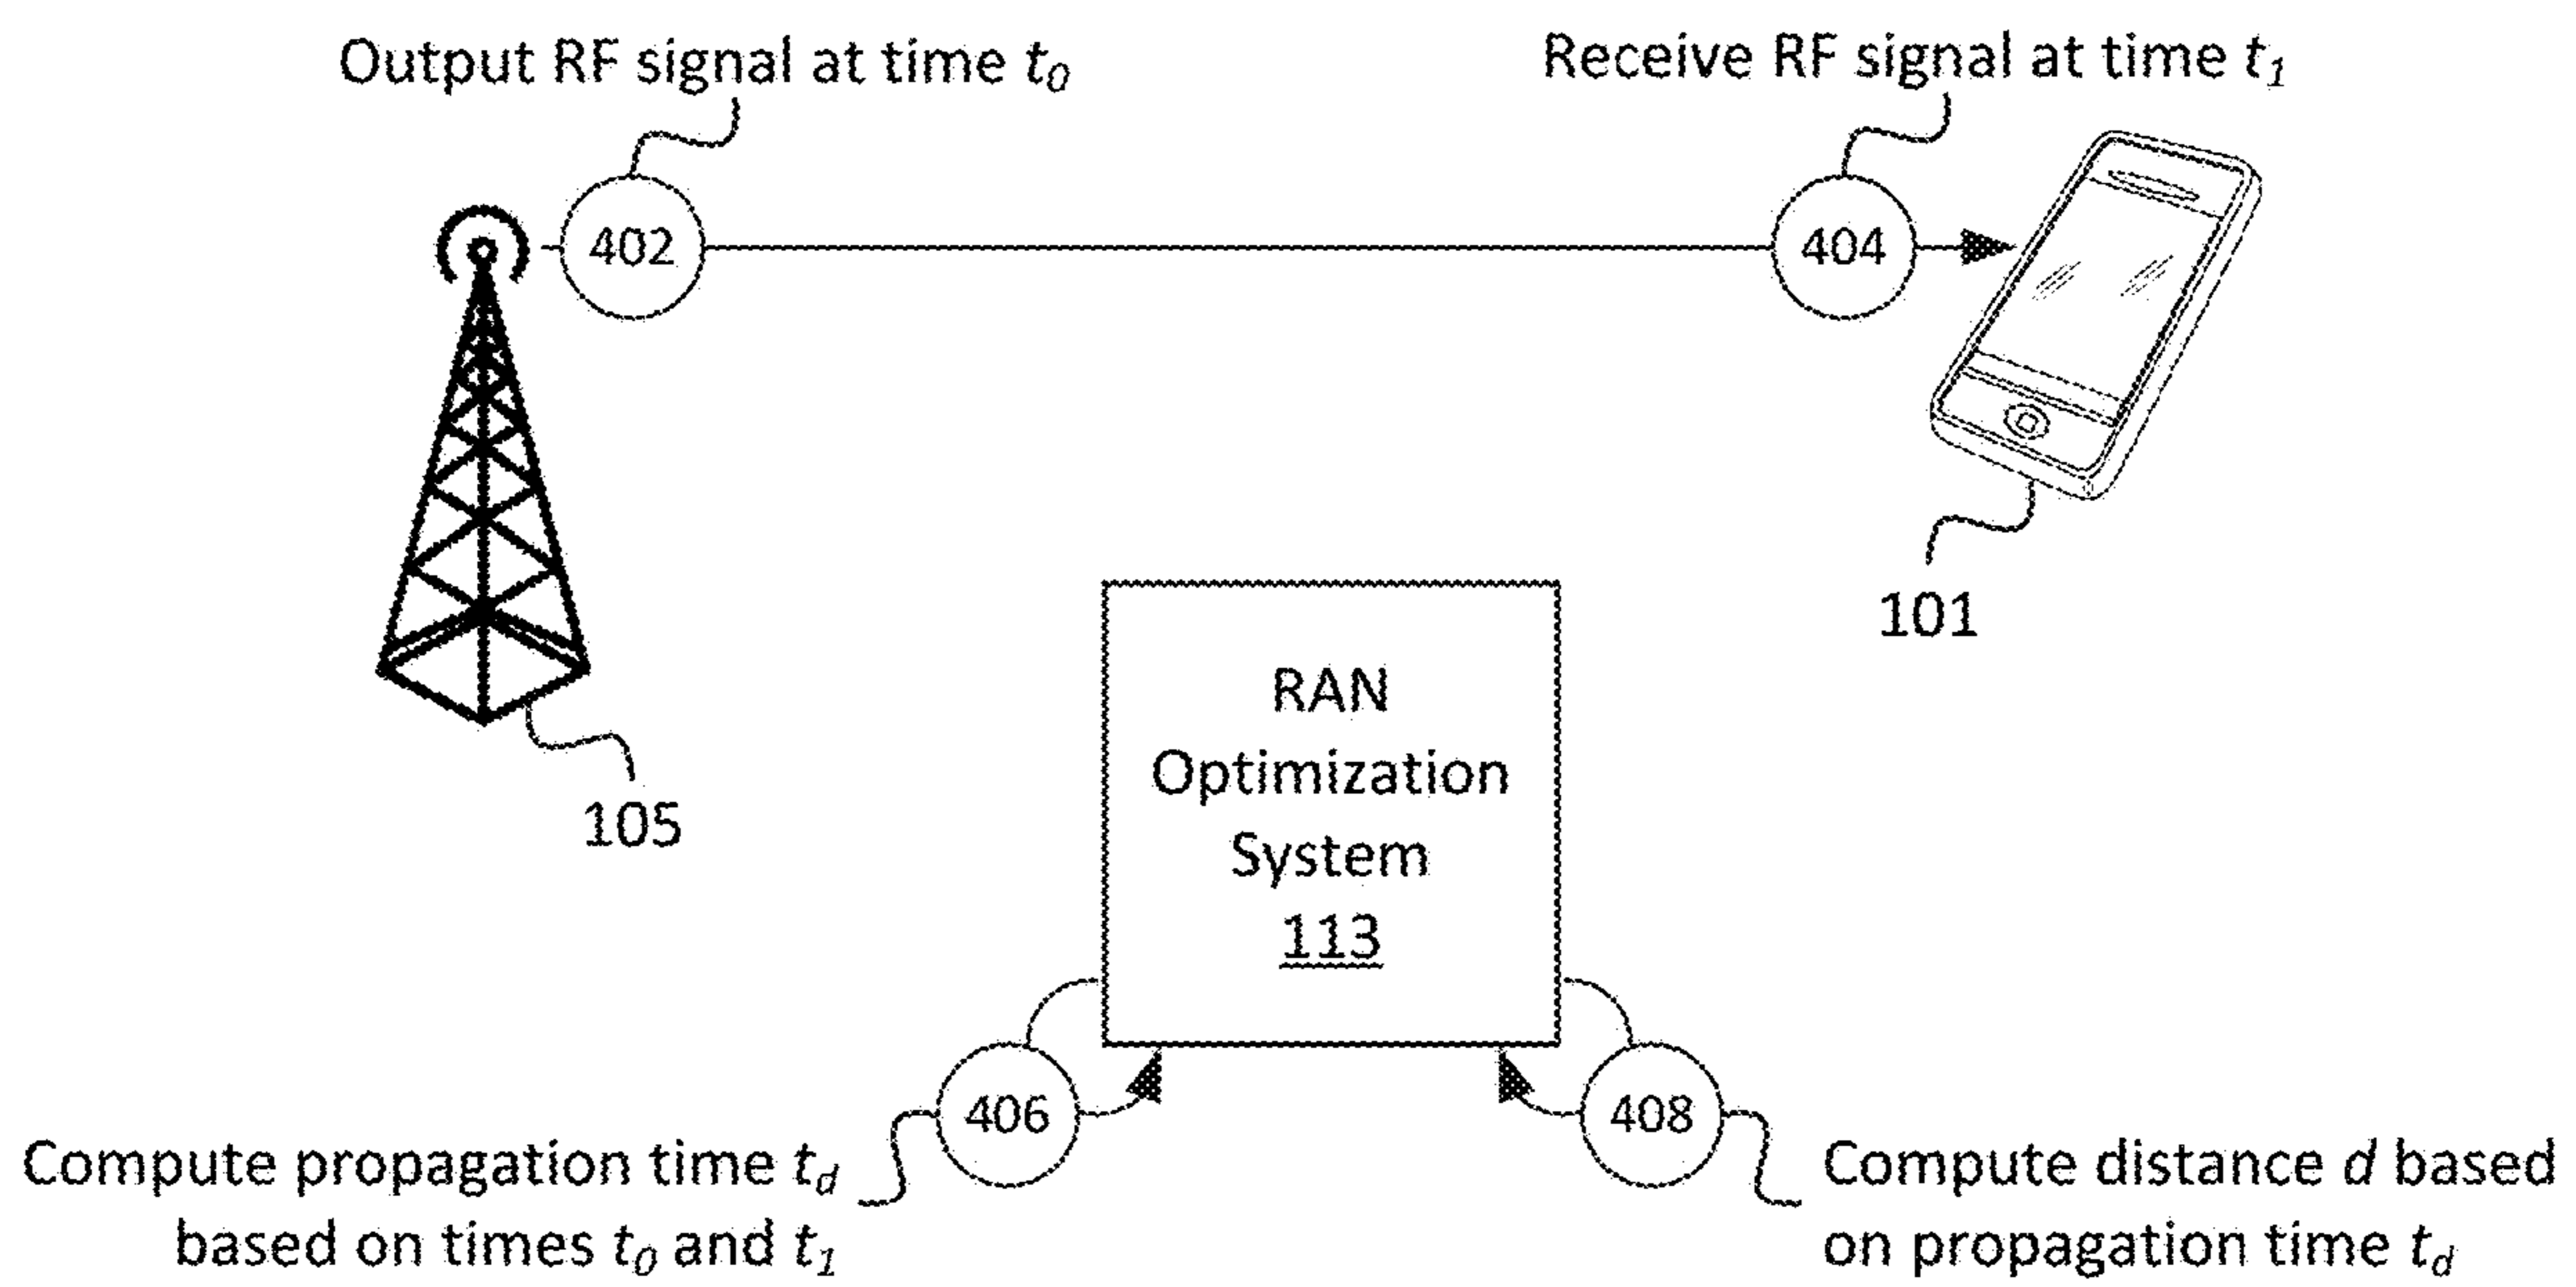 Output RF signal at time t0
Receive RF signal at time t1
402
404
101
105
RAN
Optimization
System
113
406
408
Compute propagation time td
based on times t0 and t1
Compute distance d based
on propagation time td